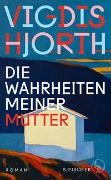 VIGDIS
HJORTH
DIE
WAHRHEITEN
MEINER
MUTTER
ROMAN
S. FISCHER